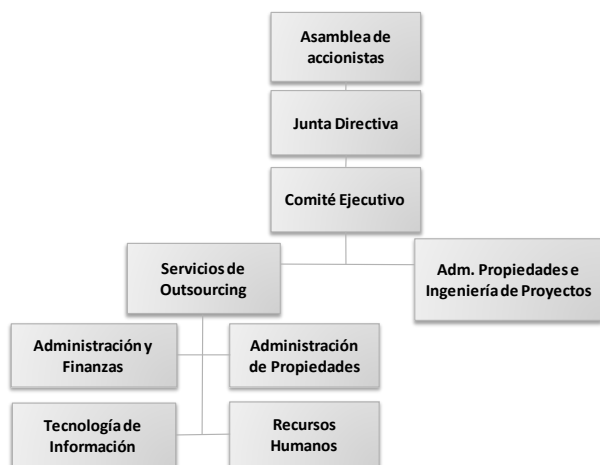 Asamblea de
accionistas
Junta Directiva
Comité Ejecutivo
Servicios de
Outsourcing
Adm. Propiedades e
Ingeniería de Proyectos
Administración y
Finanzas
Administración
de Propiedades
Tecnología de
Información
Recursos
Humanos